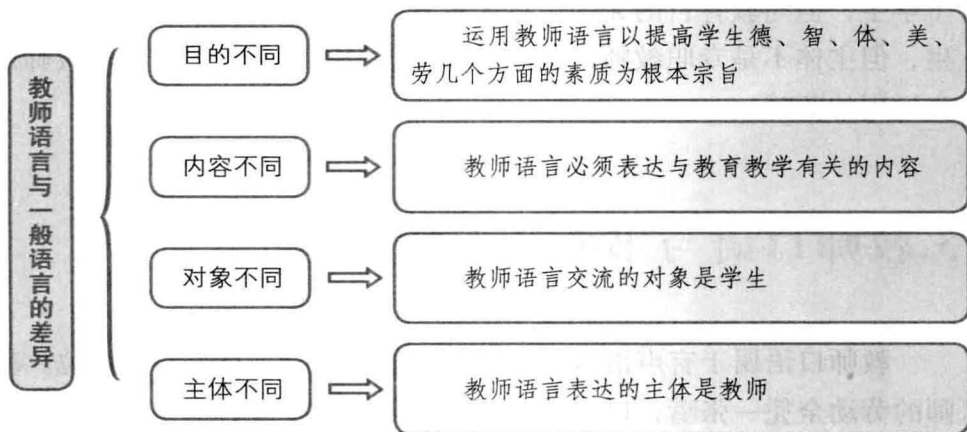 教师语言与一般语言的差异
目的不同
运用教师语言以提高学生德、智、体、美、
劳几个方面的素质为根本宗旨
内容不同
教师语言必须表达与教育教学有关的内容
对象不同
教师语言交流的对象是学生
主体不同
教师语言表达的主体是教师